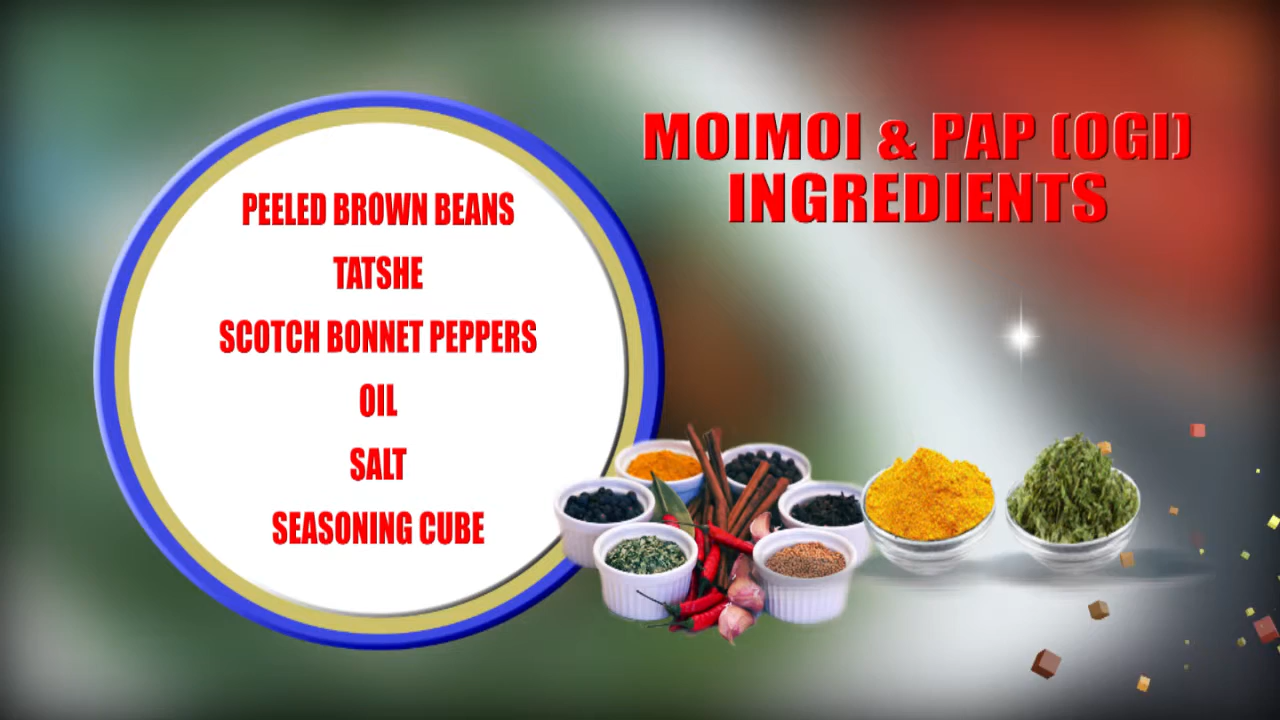 MOIMOI & PAP (OGI)
INGREDIENTS
PEELED BROWN BEANS
TATSHE
SCOTCH BONNET PEPPERS
OIL
SALT
SEASONING CUBE